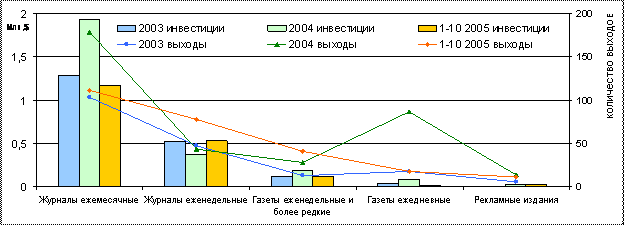 Млн,$
2003 инвестиции 2004 инвестиции 1-10 2005 инвестиции
2003 выходы 2004 выходы 1-10 2005 выходы
2
1,5
1
0,5
0
200
150
100
50
0
количество выходов
Журналы ежемесячные
Журналы еженедельные
Газеты еженедельные и
более редкие
Газеты ежедневные
Рекламные издания